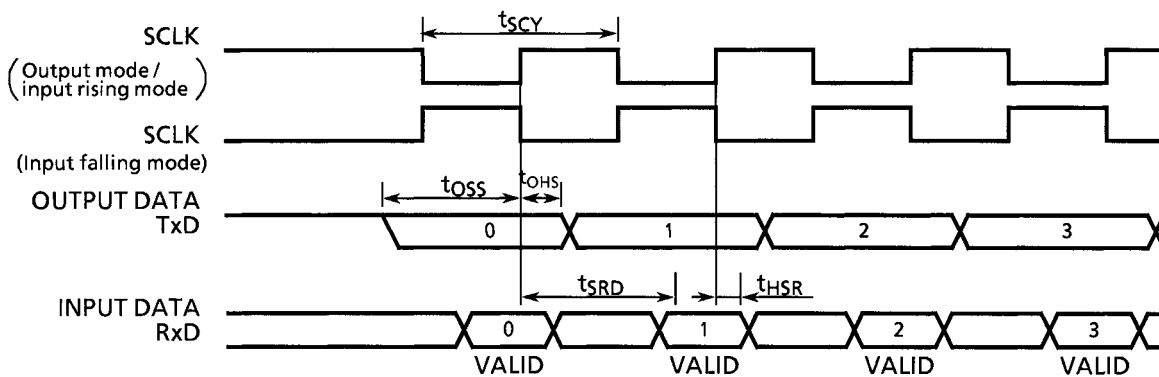 tSCY
SCLK
(Output mode /
input rising mode)
SCLK
(Input falling mode)
tOSS tOHS
OUTPUT DATA
TxD
0 1 2 3
tSRD tHSR
INPUT DATA
RxD
0 1 2 3
VALID VALID VALID VALID